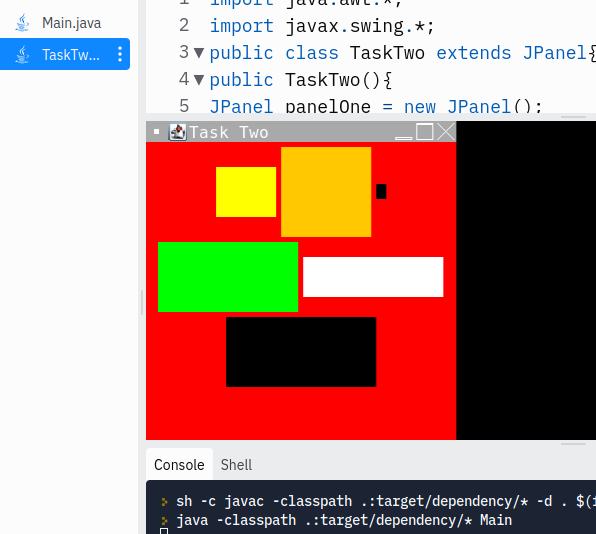 Main.java
TaskTw...
1 import java.awt.*;
2 import javax.swing.*;
3 public class TaskTwo extends JPanel{
4 public TaskTwo(){
5 JPanel panelOne = new JPanel();
Task Two
Console Shell
> sh -c javac -classpath .:target/dependency/* -d . $(
> java -classpath .:target/dependency/* Main